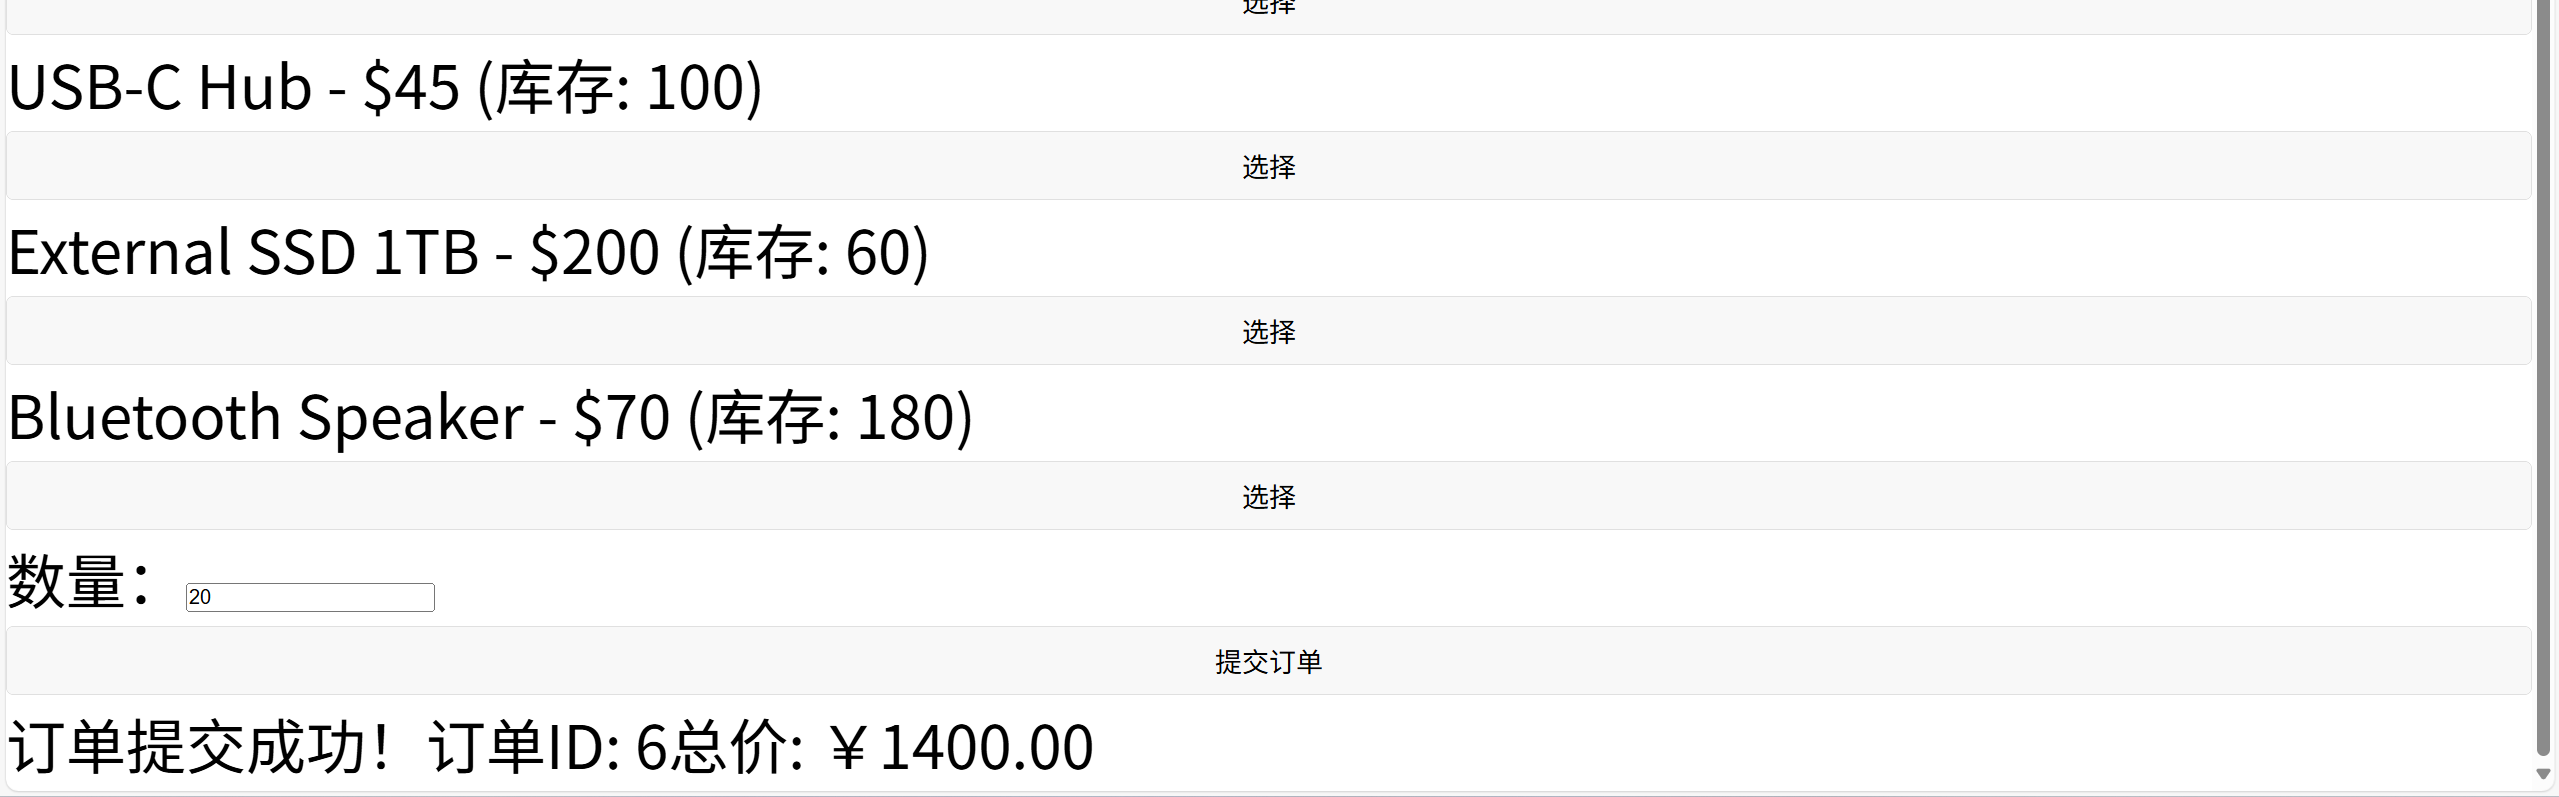 选择
USB-C Hub - $45 (库存: 100)
选择
External SSD 1TB - $200 (库存: 60)
选择
Bluetooth Speaker - $70 (库存: 180)
选择
数量： 20
提交订单
订单提交成功！订单ID: 6总价: ￥1400.00